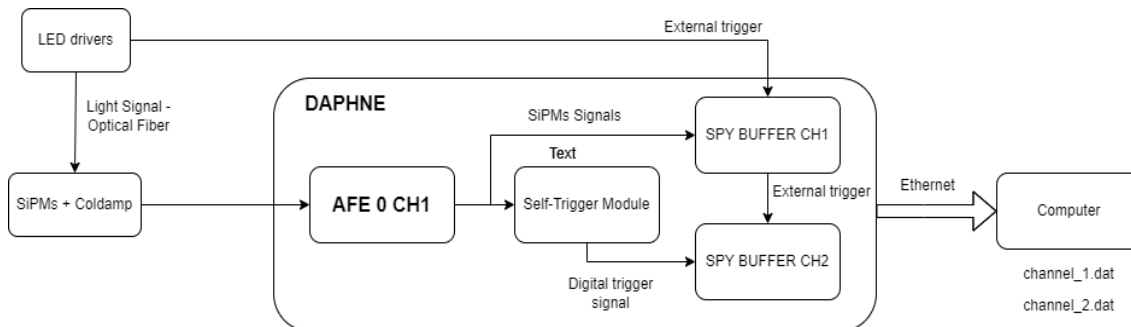 LED drivers
External trigger
Light Signal -
Optical Fiber
DAPHNE
SiPMs Signals
SPY BUFFER CH1
Text
SiPMs + Coldamp
AFE 0 CH1
Self-Trigger Module
External trigger
Ethernet
Computer
SPY BUFFER CH2
Digital trigger
signal
channel_1.dat
channel_2.dat